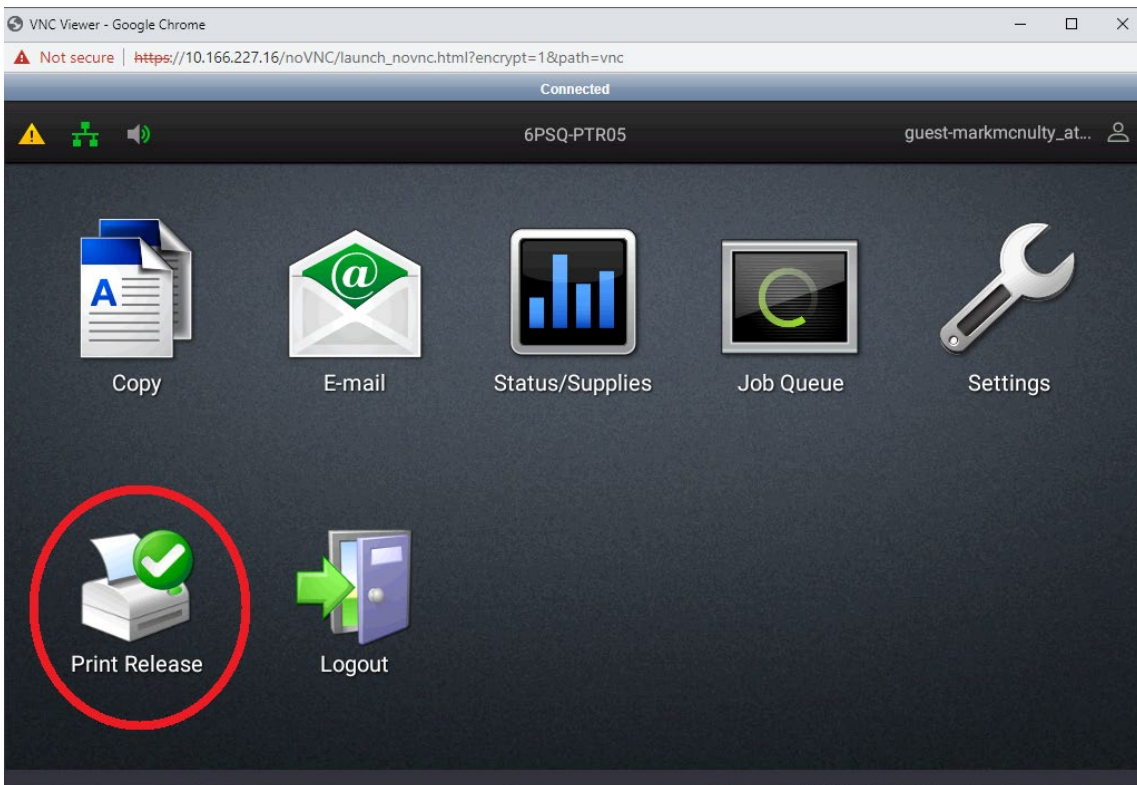 VNC Viewer - Google Chrome
Not secure | https://10.166.227.16/noVNC/launch_novnc.html?encrypt=1&path=vnc
Connected
6PSQ-PTR05 guest-markmcnulty_at...
A @
Copy E-mail Status/Supplies Job Queue Settings
Print Release Logout